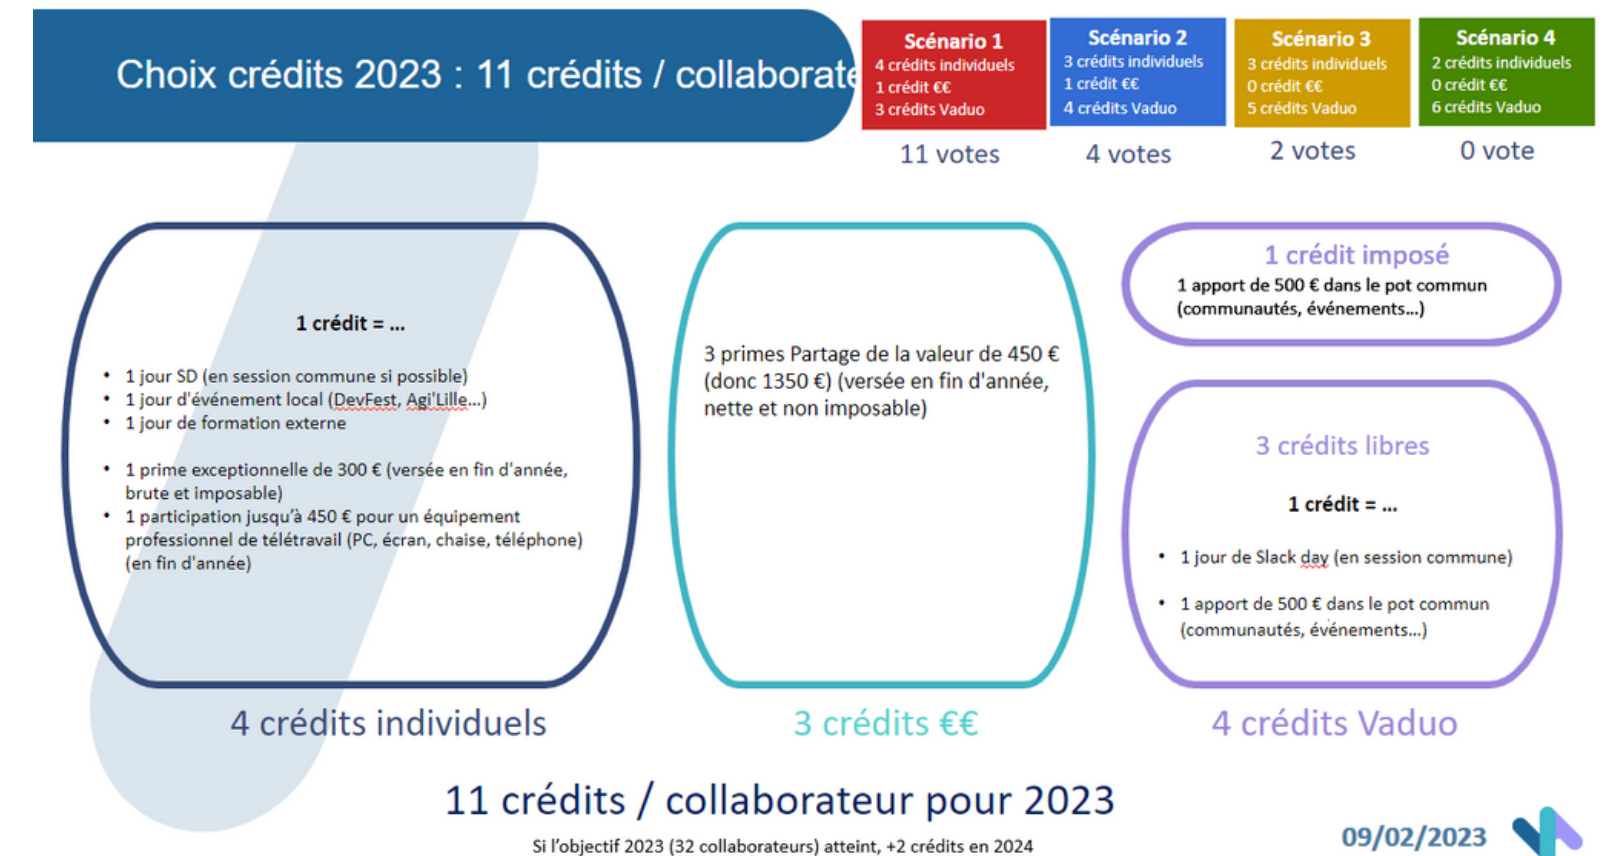 Choix crédits 2023 : 11 crédits / collaborate
Scénario 1
4 crédits individuels
1 crédit €€
3 crédits Vaduo
11 votes
Scénario 2
3 crédits individuels
1 crédit €€
4 crédits Vaduo
4 votes
Scénario 3
3 crédits individuels
0 crédit €€
5 crédits Vaduo
2 votes
Scénario 4
2 crédits individuels
0 crédit €€
6 crédits Vaduo
0 vote
1 crédit = ...
• 1 jour SD (en session commune si possible)
• 1 jour d'événement local (DevFest, Agi'Lille...)
• 1 jour de formation externe
• 1 prime exceptionnelle de 300 € (versée en fin d'année,
brute et imposable)
• 1 participation jusqu'à 450 € pour un équipement
professionnel de télétravail (PC, écran, chaise, téléphone)
(en fin d'année)
4 crédits individuels
3 primes Partage de la valeur de 450 €
(donc 1350 €) (versée en fin d'année,
nette et non imposable)
3 crédits €€
1 crédit imposé
1 apport de 500 € dans le pot commun
(communautés, événements...)
3 crédits libres
1 crédit = ...
• 1 jour de Slack day (en session commune)
• 1 apport de 500 € dans le pot commun
(communautés, événements...)
4 crédits Vaduo
11 crédits / collaborateur pour 2023
Si l'objectif 2023 (32 collaborateurs) atteint, +2 crédits en 2024
09/02/2023